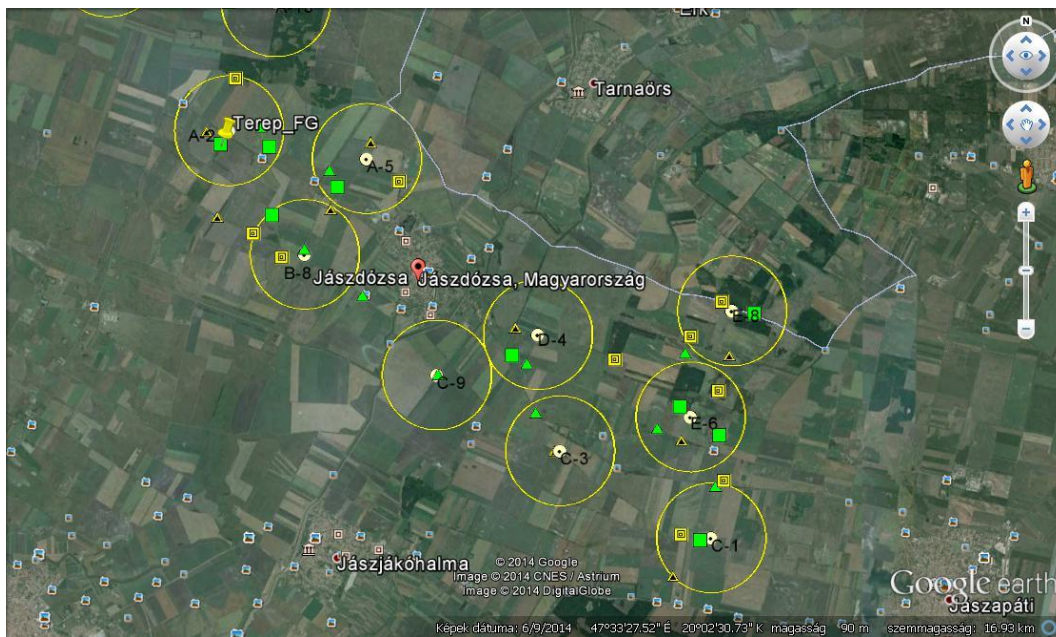 Erk
Tarnaörs
N
Terep_FG
A-2
A-5
B-8
Jászdózsa
Jászdózsa, Magyarország
E-8
D-4
C-9
E-6
C-3
C-1
Jászjákóhalma
© 2014 Google
Image © 2014 CNES / Astrium
Image © 2014 DigitalGlobe
Google earth
Jászapáti
Képek dátuma: 6/9/2014 47°33'27.52" É 20°02'30.73" K magasság 90 m szemmagasság: 16.93 km